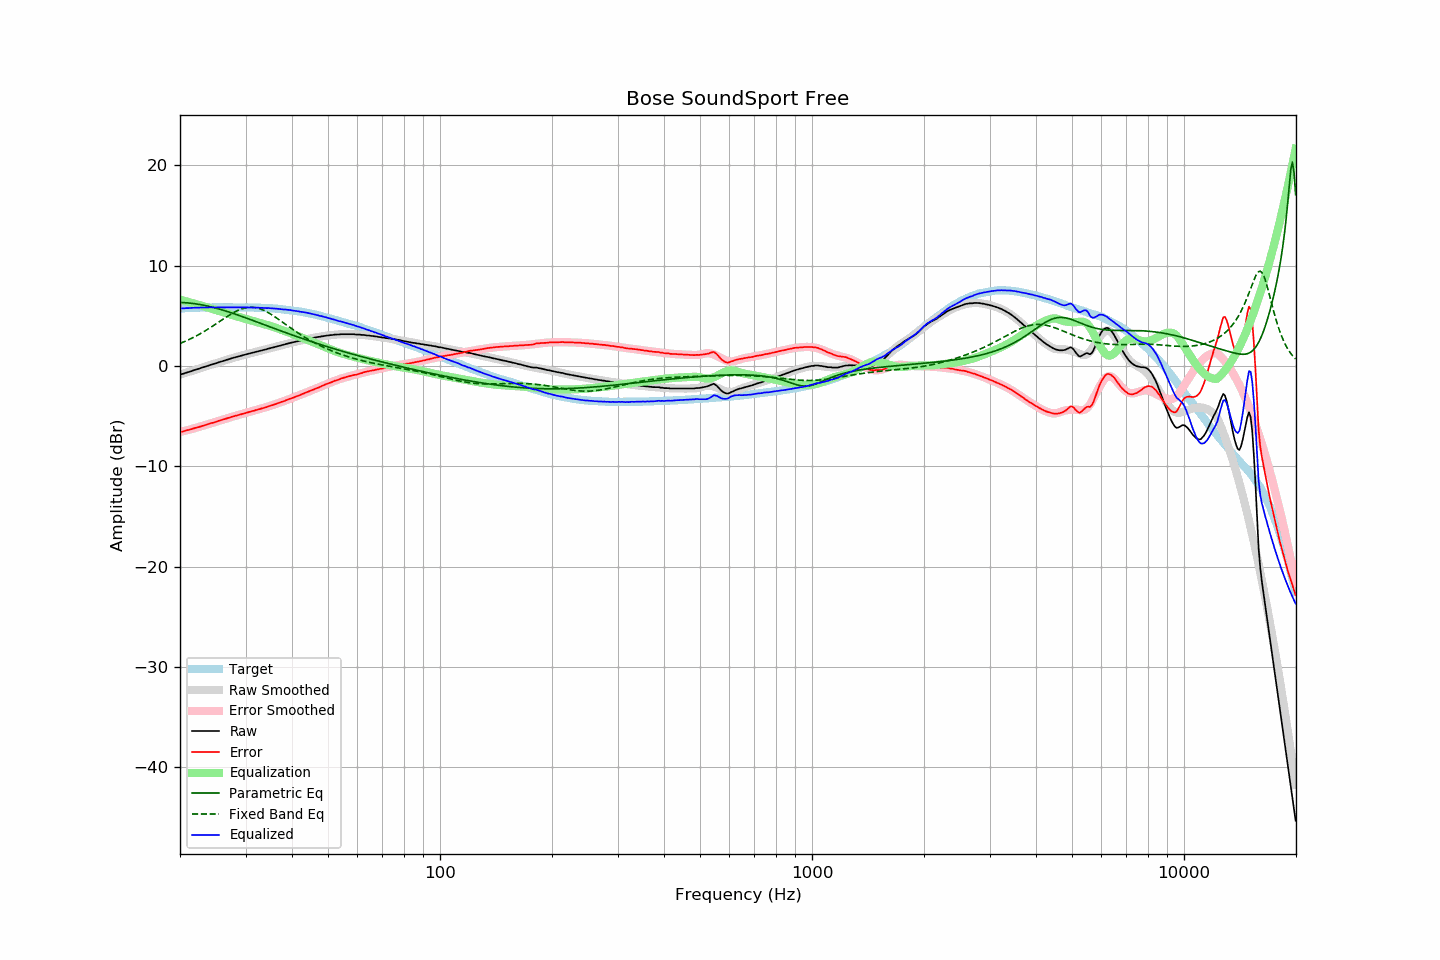 Bose SoundSport Free
Amplitude (dBr)
20
10
0
−10
−20
−30
−40
Target
Raw Smoothed
Error Smoothed
Raw
Error
Equalization
Parametric Eq
Fixed Band Eq
Equalized
100
1000
10000
Frequency (Hz)